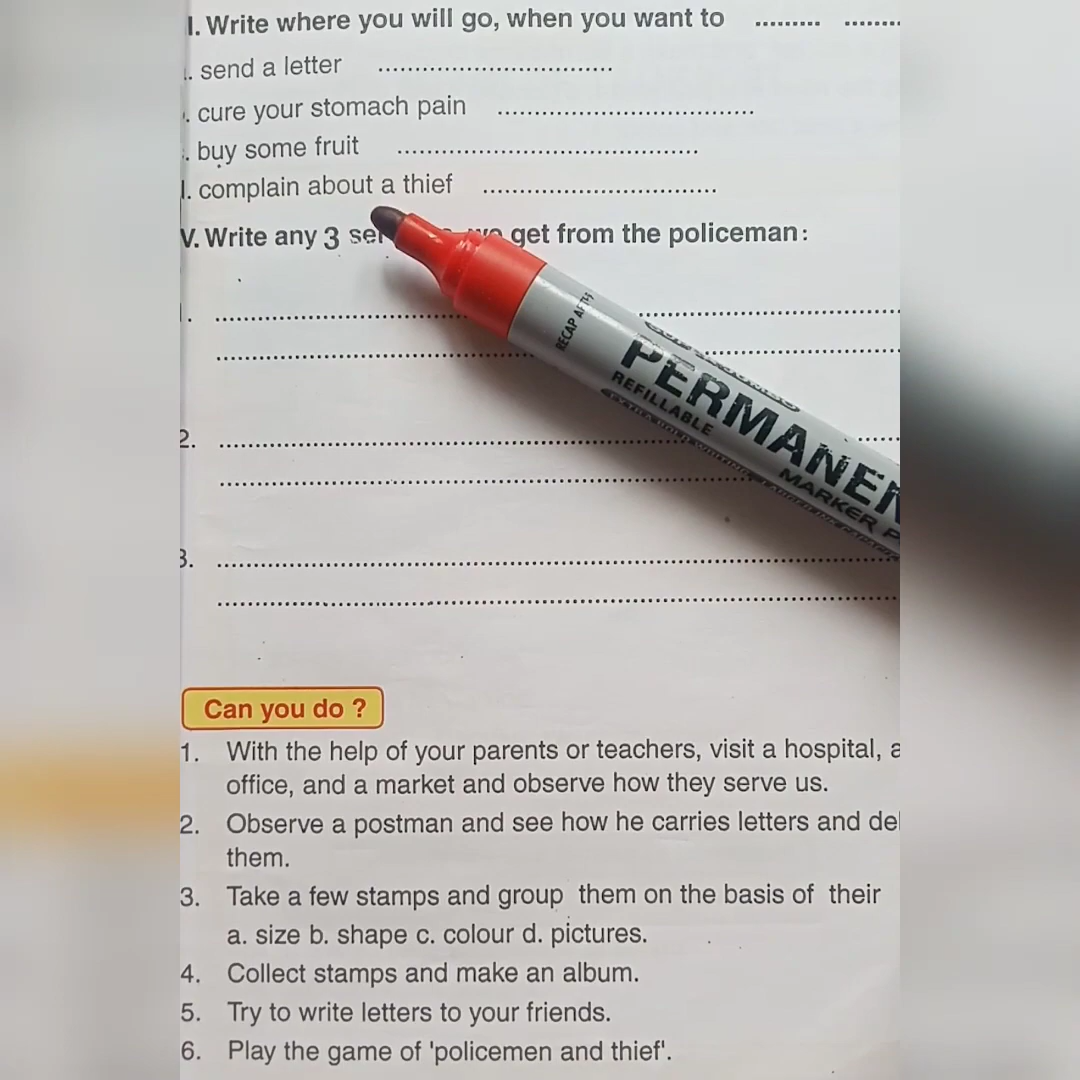 I. Write where you will go, when you want to ......... ........
. send a letter ................................
. cure your stomach pain ...................................
. buy some fruit .........................................
. complain about a thief ................................
V. Write any 3 get from the policeman:
.
2.
3.
RECAP AFTER
PERMANEN
REFILLABLE
MARKER P
Can you do ?
1. With the help of your parents or teachers, visit a hospital, a
office, and a market and observe how they serve us.
2. Observe a postman and see how he carries letters and del
them.
3. Take a few stamps and group them on the basis of their
a. size b. shape c. colour d. pictures.
4. Collect stamps and make an album.
5. Try to write letters to your friends.
6. Play the game of 'policemen and thief'.